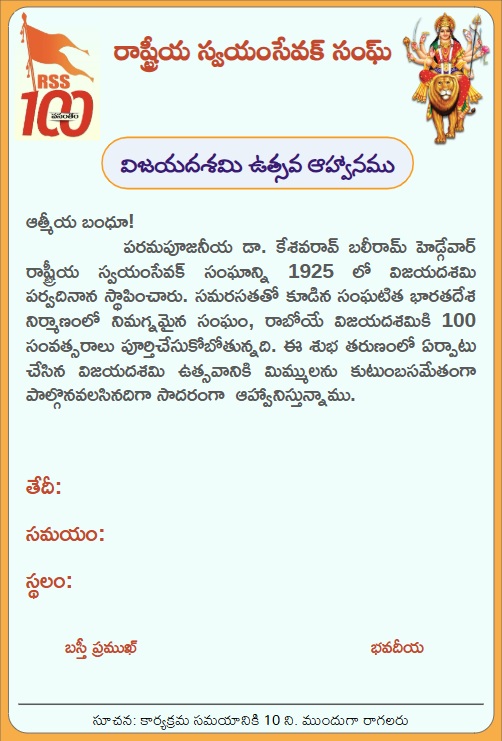 RSS
100
వసంతం
రాష్ట్రీయ స్వయంసేవక్ సంఘ్
విజయదశమి ఉత్సవ ఆహ్వానము
ఆత్మీయ బంధూ!
పరమపూజనీయ డా. కేశవరావ్ బలీరామ్ హెడ్గేవార్
రాష్ట్రీయ స్వయంసేవక్ సంఘాన్ని 1925 లో విజయదశమి
పర్వదినాన స్థాపించారు. సమరసతతో కూడిన సంఘటిత భారతదేశ
నిర్మాణంలో నిమగ్నమైన సంఘం, రాబోయే విజయదశమికి 100
సంవత్సరాలు పూర్తిచేసుకోబోతున్నది. ఈ శుభ తరుణంలో ఏర్పాటు
చేసిన విజయదశమి ఉత్సవానికి మిమ్ములను కుటుంబసమేతంగా
పాల్గొనవలసినదిగా సాదరంగా ఆహ్వానిస్తున్నాము.
తేదీ:
సమయం:
స్థలం:
బస్తీ ప్రముఖ్ భవదీయ
సూచన: కార్యక్రమ సమయానికి 10 ని. ముందుగా రాగలరు